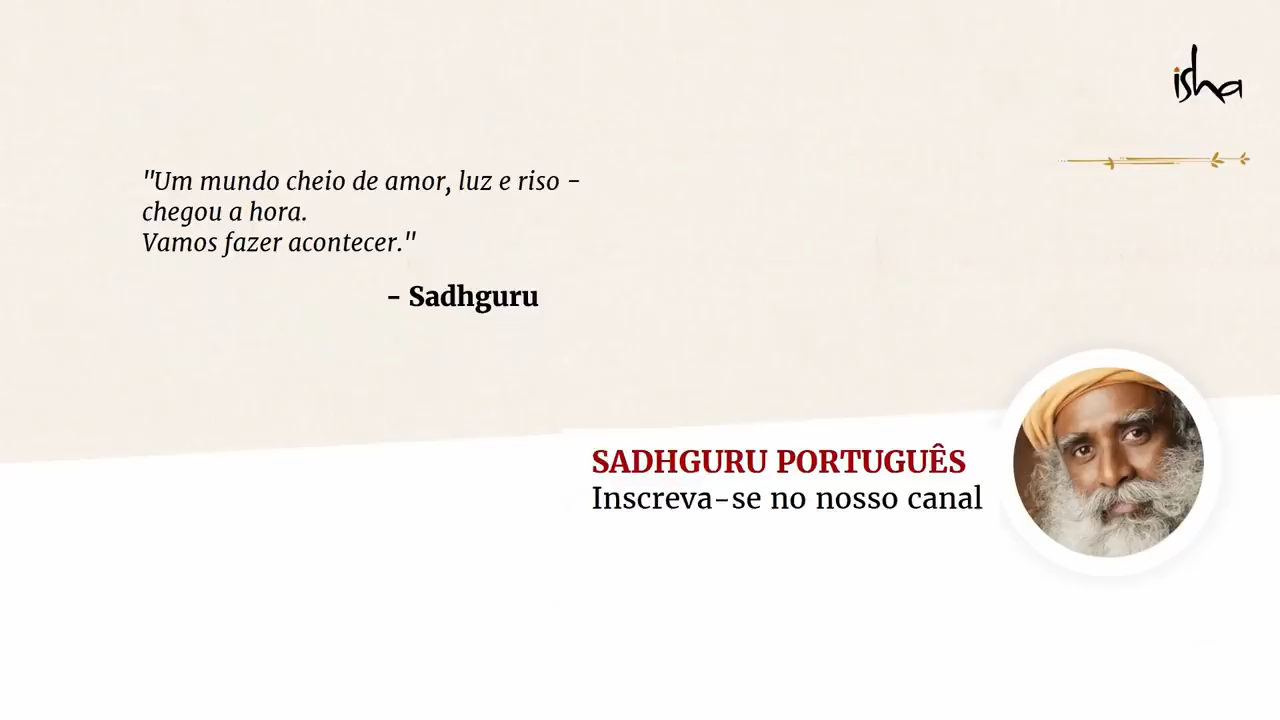 isha
"Um mundo cheio de amor, luz e riso -
chegou a hora.
Vamos fazer acontecer."
- Sadhguru
SADHGURU PORTUGUÊS
Inscreva-se no nosso canal